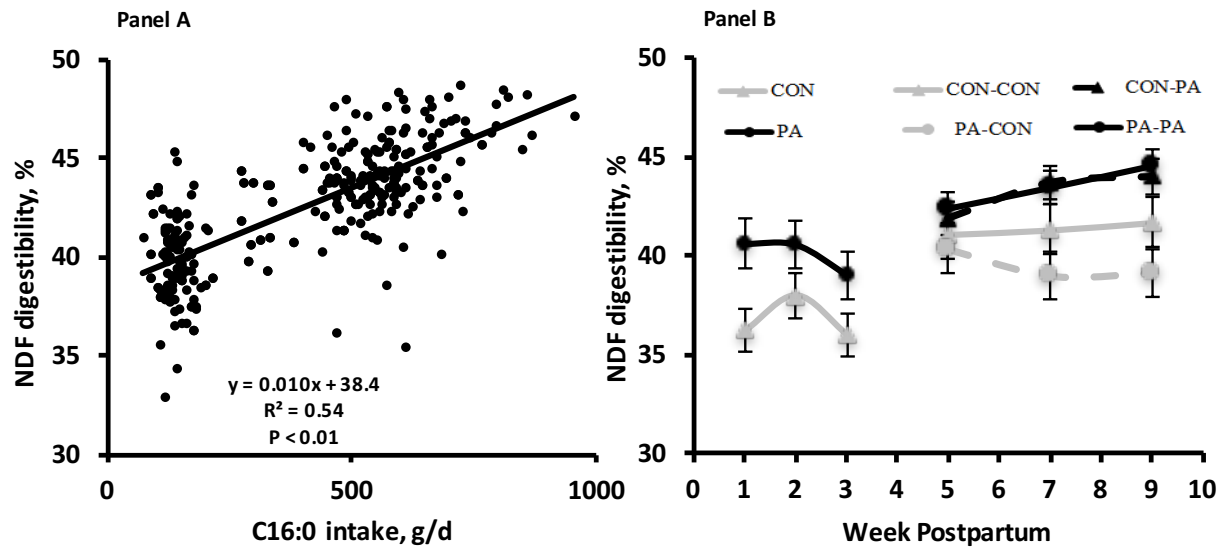 Panel A
50
45
40
35
30
NDF digestibility, %
y = 0.010x + 38.4
R² = 0.54
P < 0.01
0 500 1000
C16:0 intake, g/d
Panel B
50
45
40
35
30
NDF digestibility, %
CON CON-CON CON-PA
PA PA-CON PA-PA
0 1 2 3 4 5 6 7 8 9 10
Week Postpartum